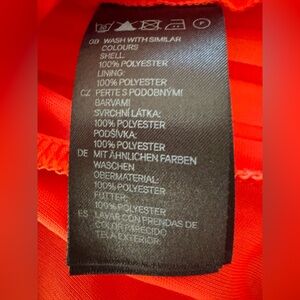 GB WASH WITH SIMILAR
COLOURS
SHELL:
100% POLYESTER
LINING:
100% POLYESTER
CZ PERTE S PODOBNÝMI
BARVAMI
SVRCHNÍ LÁTKA:
100% POLYESTER
PODŠÍVKA:
100% POLYESTER
DE MIT ÄHNLICHEN FARBEN
WASCHEN
OBERMATERIAL:
100% POLYESTER
FUTTER:
100% POLYESTER
ES LAVAR CON PRENDAS DE
COLOR PARECIDO
TELA EXTERIOR: